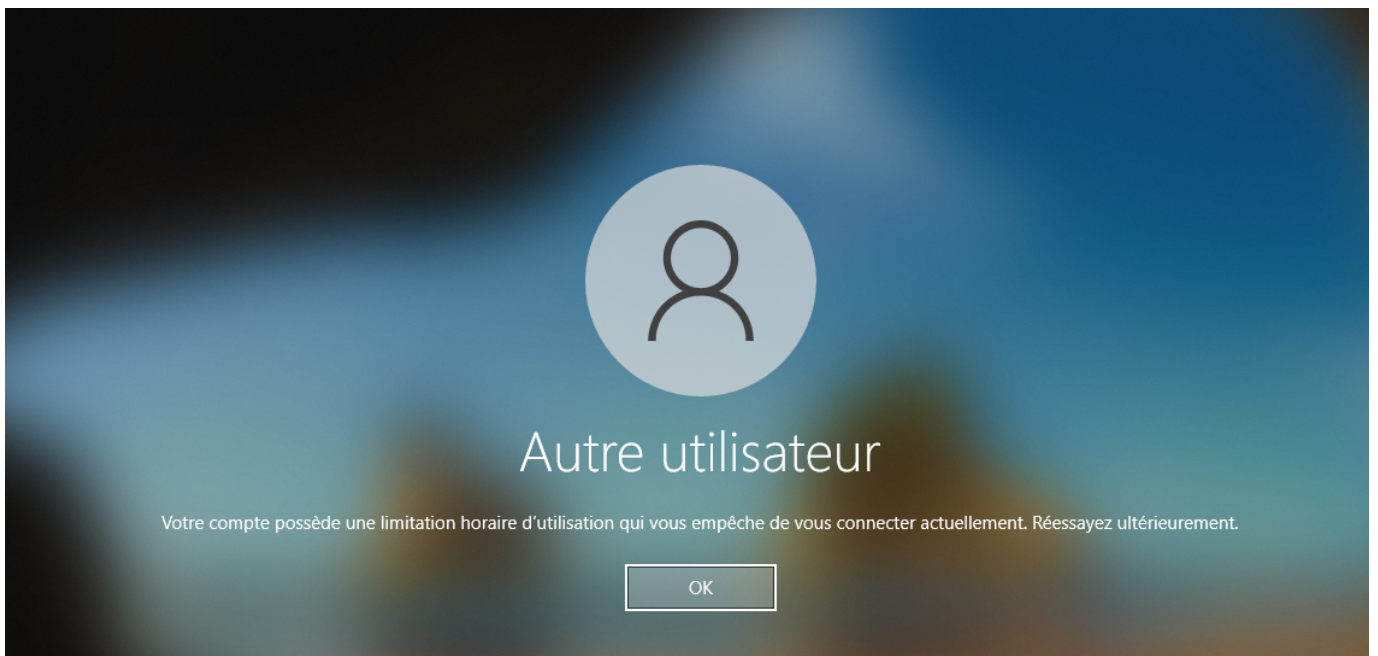 Autre utilisateur
Votre compte possède une limitation horaire d’utilisation qui vous empêche de vous connecter actuellement. Réessayez ultérieurement.
OK